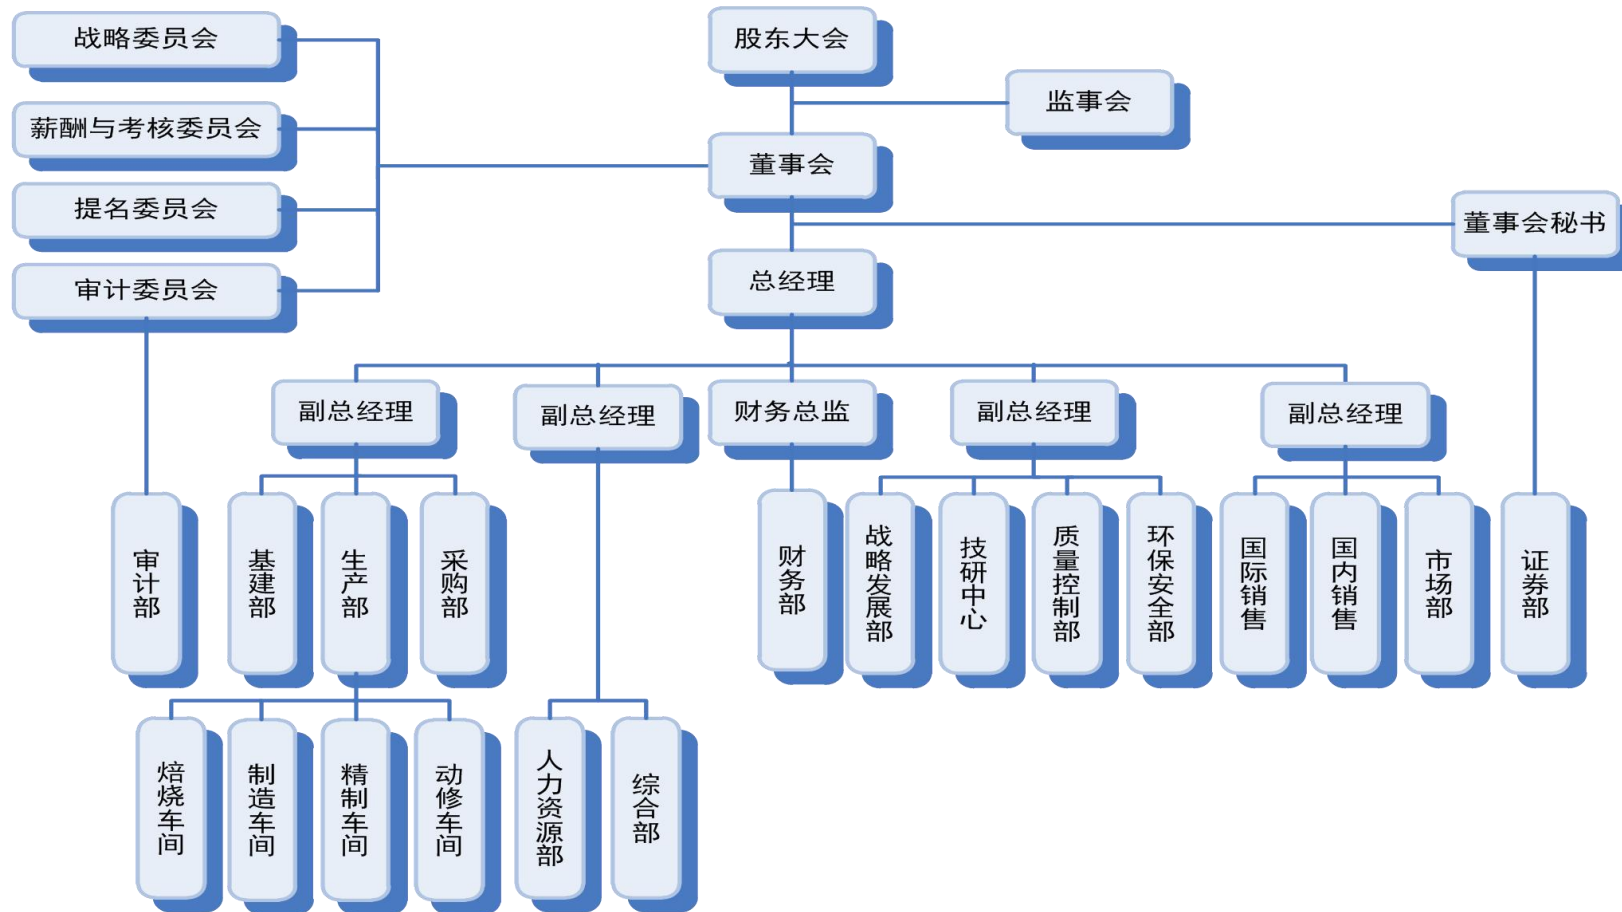 战略委员会
股东大会
监事会
薪酬与考核委员会
董事会
提名委员会
董事会秘书
总经理
审计委员会
副总经理
副总经理
财务总监
副总经理
副总经理
审计部
基建部
生产部
采购部
财务部
战略发展部
技研中心
质量控制部
环保安全部
国际销售
国内销售
市场部
证券部
焙烧车间
制造车间
精制车间
动修车间
人力资源部
综合部